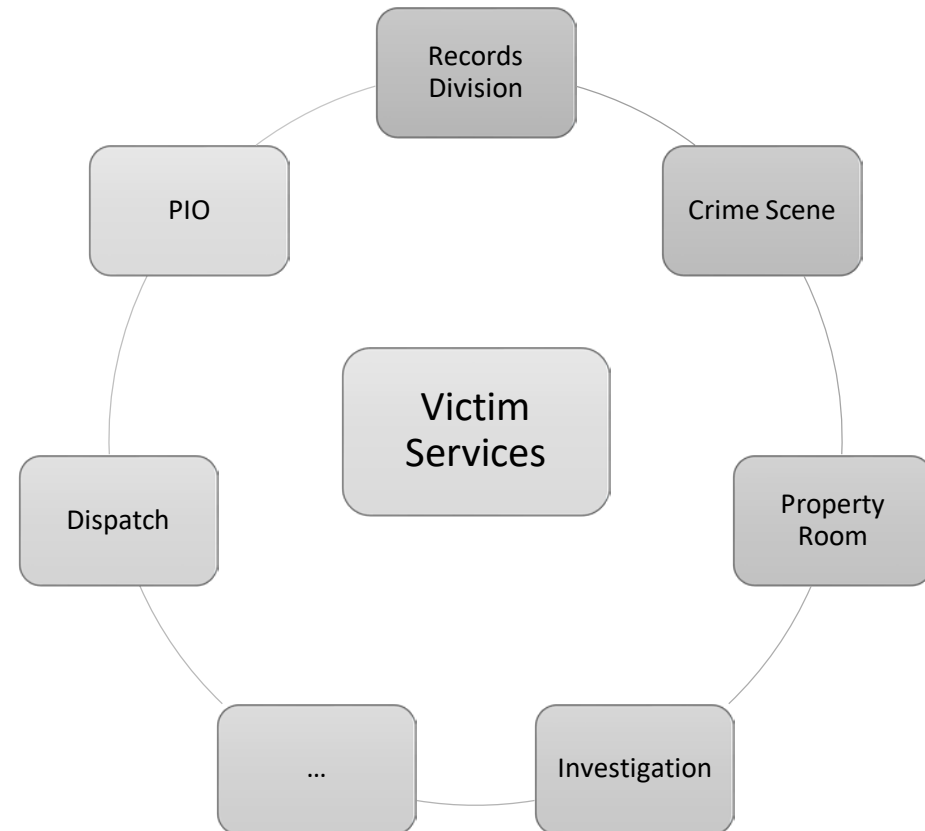 Records
Division
PIO
Crime Scene
Victim
Services
Dispatch
Property
Room
...
Investigation